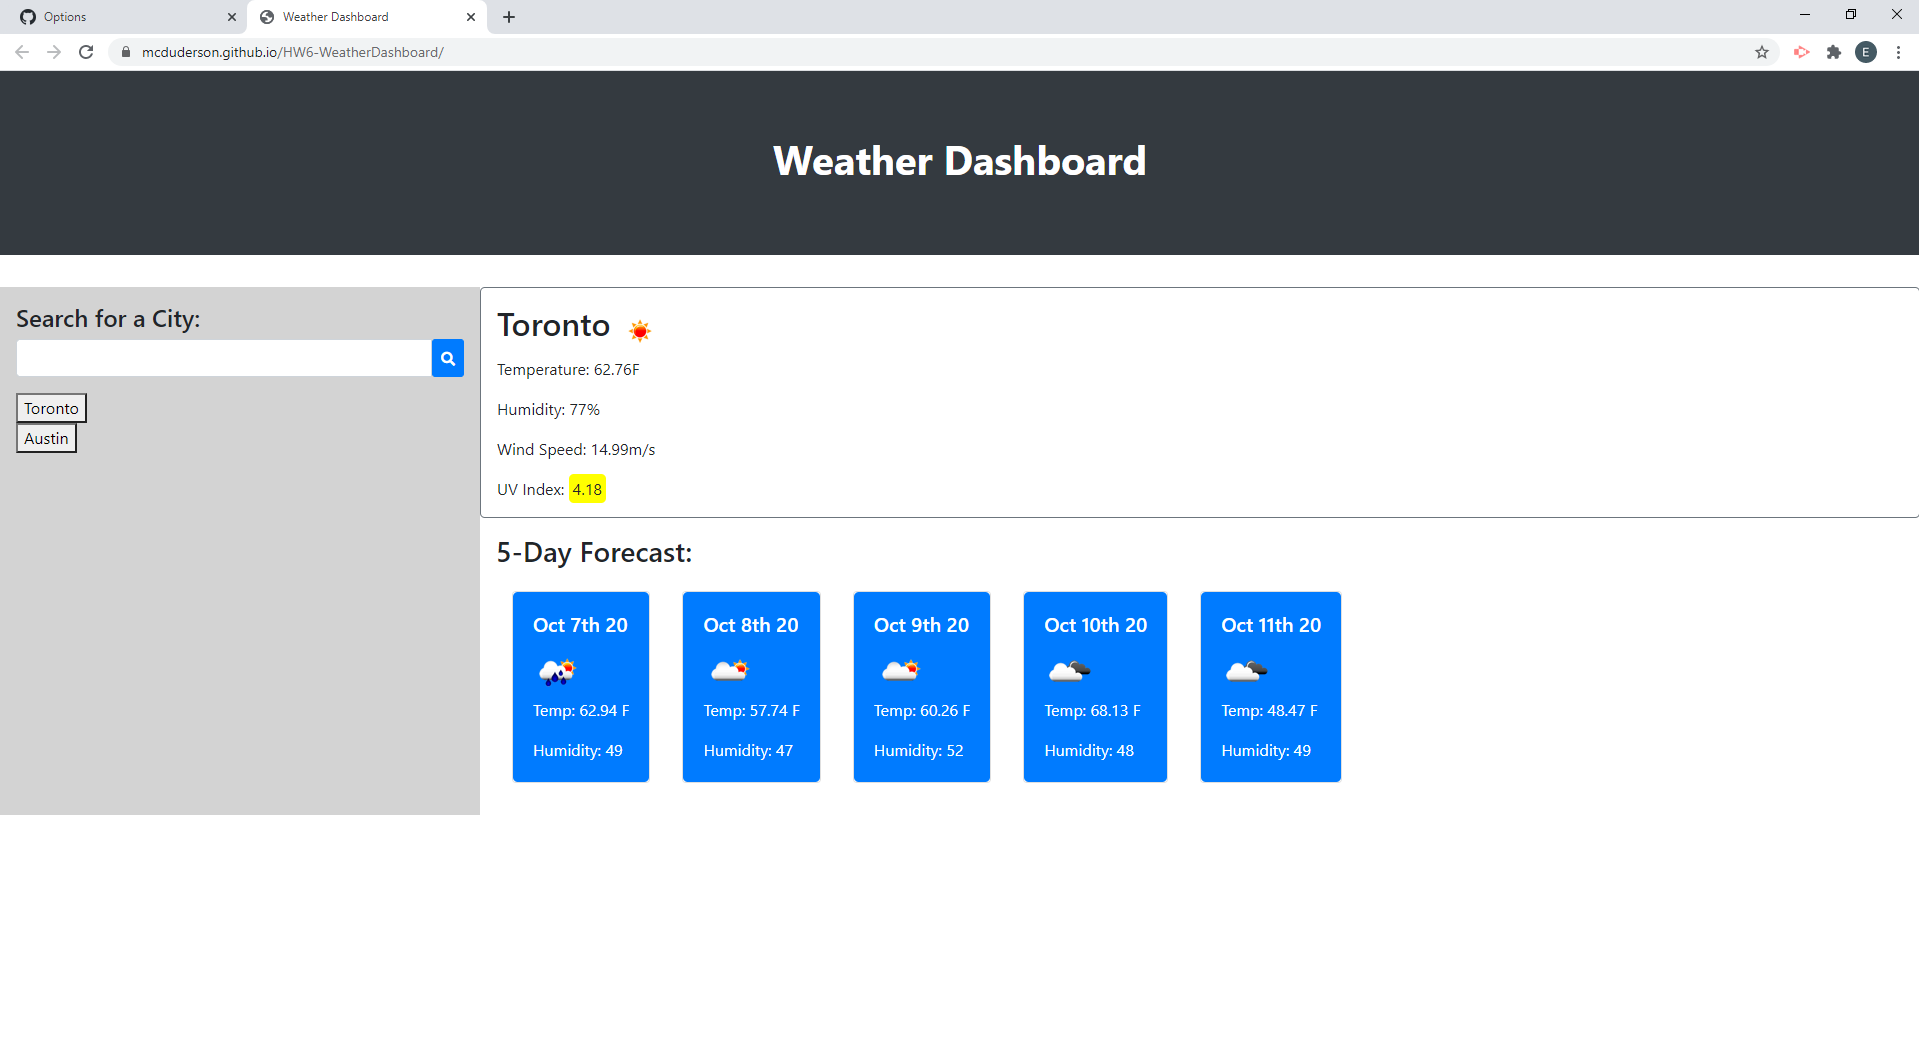 Options
Weather Dashboard
mcduderson.github.io/HW6-WeatherDashboard/
E
Weather Dashboard
Search for a City:
Toronto
Austin
Toronto
Temperature: 62.76F
Humidity: 77%
Wind Speed: 14.99m/s
UV Index: 4.18
5-Day Forecast:
Oct 7th 20
Temp: 62.94 F
Humidity: 49
Oct 8th 20
Temp: 57.74 F
Humidity: 47
Oct 9th 20
Temp: 60.26 F
Humidity: 52
Oct 10th 20
Temp: 68.13 F
Humidity: 48
Oct 11th 20
Temp: 48.47 F
Humidity: 49